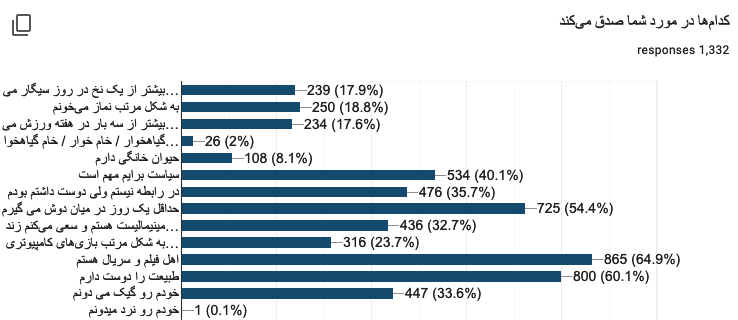 کدام‌ها در مورد شما صدق می‌کند
1,332 responses
بیشتر از یک نخ در روز سیگار می... 239 (17.9%)
به شکل مرتب نماز می‌خونم 250 (18.8%)
بیشتر از سه بار در هفته ورزش می... 234 (17.6%)
گیاهخوار / خام خوار / خام گیاهخوا... 26 (2%)
حیوان خانگی دارم 108 (8.1%)
سیاست برایم مهم است 534 (40.1%)
در رابطه نیستم ولی دوست داشتم بودم 476 (35.7%)
حداقل یک روز در میان دوش می گیرم 725 (54.4%)
مینیمالیست هستم و سعی می‌کنم زند... 436 (32.7%)
به شکل مرتب بازی‌های کامپیوتری... 316 (23.7%)
اهل فیلم و سریال هستم 865 (64.9%)
طبیعت را دوست دارم 800 (60.1%)
خودم رو گیک می دونم 447 (33.6%)
خودم رو نرد میدونم 1 (0.1%)